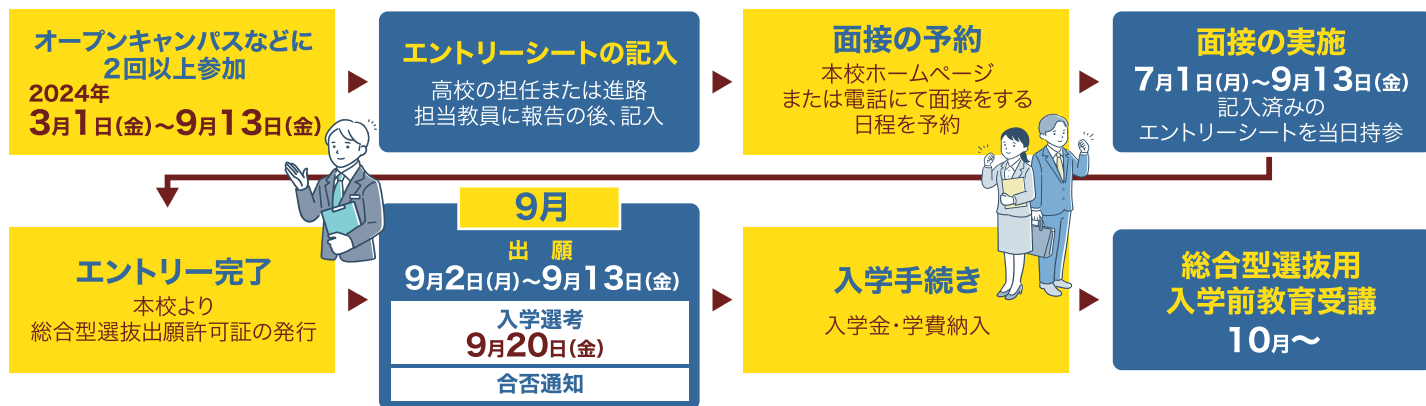 オープンキャンパスなどに
2回以上参加
2024年
3月1日(金)～9月13日(金)
エントリーシートの記入
高校の担任または進路
担当教員に報告の後、記入
面接の予約
本校ホームページ
または電話にて面接をする
日程を予約
面接の実施
7月1日(月)～9月13日(金)
記入済みの
エントリーシートを当日持参
エントリー完了
本校より
総合型選抜出願許可証の発行
9月
出 願
9月2日(月)～9月13日(金)
入学選考
9月20日(金)
合否通知
入学手続き
入学金・学費納入
総合型選抜用
入学前教育受講
10月～